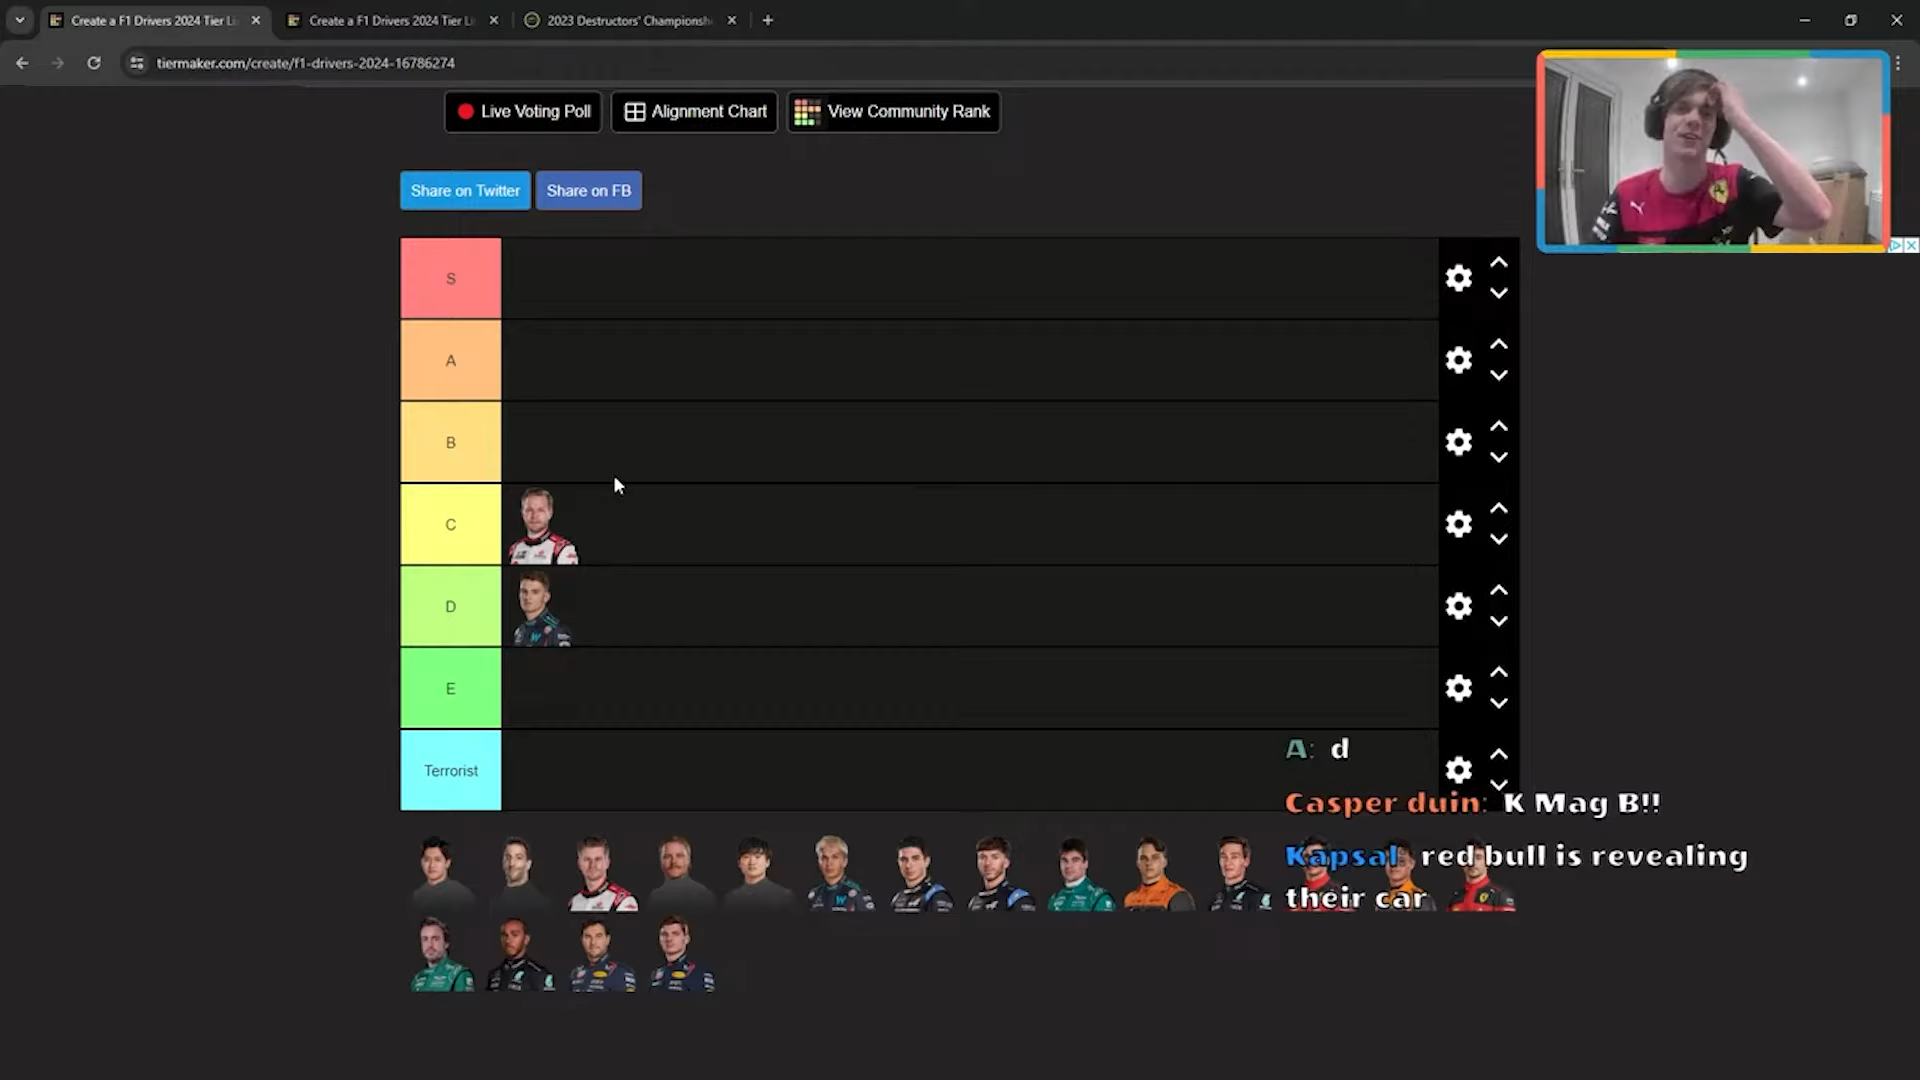 Create a F1 Drivers 2024 Tier Li
Create a F1 Drivers 2024 Tier Li
2023 Destructors' Championsh
tiermaker.com/create/f1-drivers-2024-16786274
Live Voting Poll
Alignment Chart
View Community Rank
Share on Twitter
Share on FB
S
A
B
C
D
E
Terrorist
A: d
Casper duin: K Mag B!!
Kapsal: red bull is revealing
their car